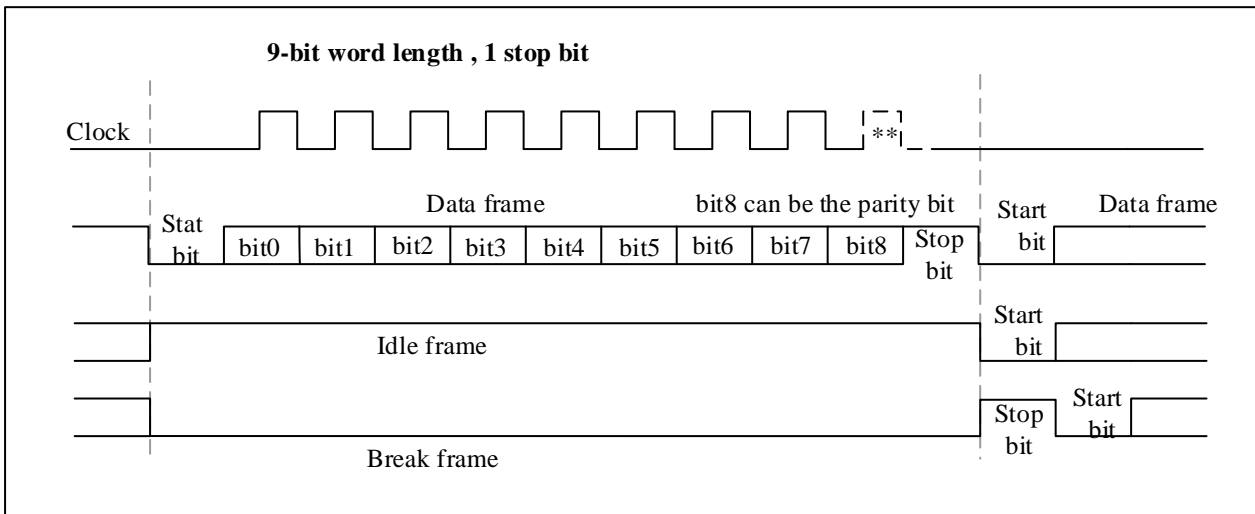 9-bit word length , 1 stop bit
Clock
**
Data frame
bit8 can be the parity bit
Stat
bit
bit0
bit1
bit2
bit3
bit4
bit5
bit6
bit7
bit8
Stop
bit
Start
bit
Data frame
Idle frame
Start
bit
Break frame
Stop
bit
Start
bit